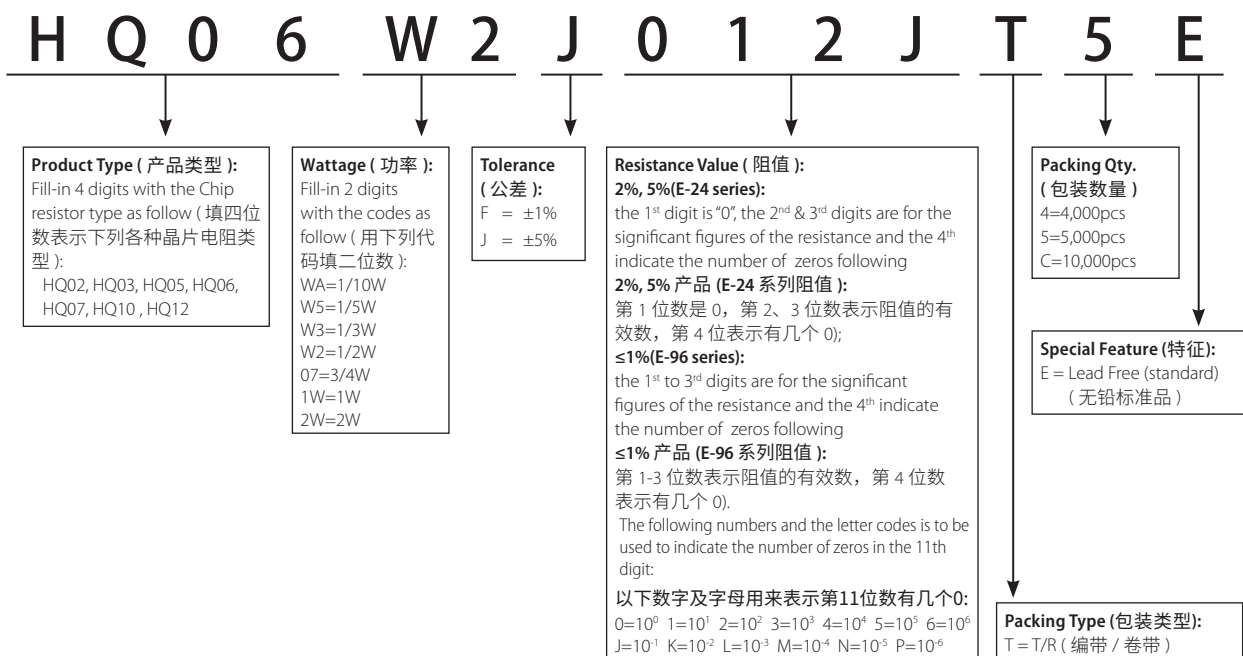 H Q 0 6 W 2 J 0 1 2 J T 5 E
Product Type ( 产品类型 ):
Fill-in 4 digits with the Chip
resistor type as follow ( 填四位
数表示下列各种晶片电阻类
型 ):
HQ02, HQ03, HQ05, HQ06,
HQ07, HQ10 , HQ12
Wattage ( 功率 ):
Fill-in 2 digits
with the codes as
follow ( 用下列代
码填二位数 ):
WA=1/10W
W5=1/5W
W3=1/3W
W2=1/2W
07=3/4W
1W=1W
2W=2W
Tolerance
( 公差 ):
F = ±1%
J = ±5%
Resistance Value ( 阻值 ):
2%, 5%(E-24 series):
the 1st digit is "0", the 2nd & 3rd digits are for the
significant figures of the resistance and the 4th
indicate the number of zeros following
2%, 5% 产品 (E-24 系列阻值 ):
第 1 位数是 0，第 2、3 位数表示阻值的有
效数，第 4 位表示有几个 0);
≤1%(E-96 series):
the 1st to 3rd digits are for the significant
figures of the resistance and the 4th indicate
the number of zeros following
≤1% 产品 (E-96 系列阻值 ):
第 1-3 位数表示阻值的有效数，第 4 位数
表示有几个 0).
The following numbers and the letter codes is to be
used to indicate the number of zeros in the 11th
digit:
以下数字及字母用来表示第11位数有几个0:
0=10⁰ 1=10¹ 2=10² 3=10³ 4=10⁴ 5=10⁵ 6=10⁶
J=10⁻¹ K=10⁻² L=10⁻³ M=10⁻⁴ N=10⁻⁵ P=10⁻⁶
Packing Qty.
( 包装数量 )
4=4,000pcs
5=5,000pcs
C=10,000pcs
Special Feature (特征):
E = Lead Free (standard)
( 无铅标准品 )
Packing Type (包装类型):
T = T/R ( 编带 / 卷带 )